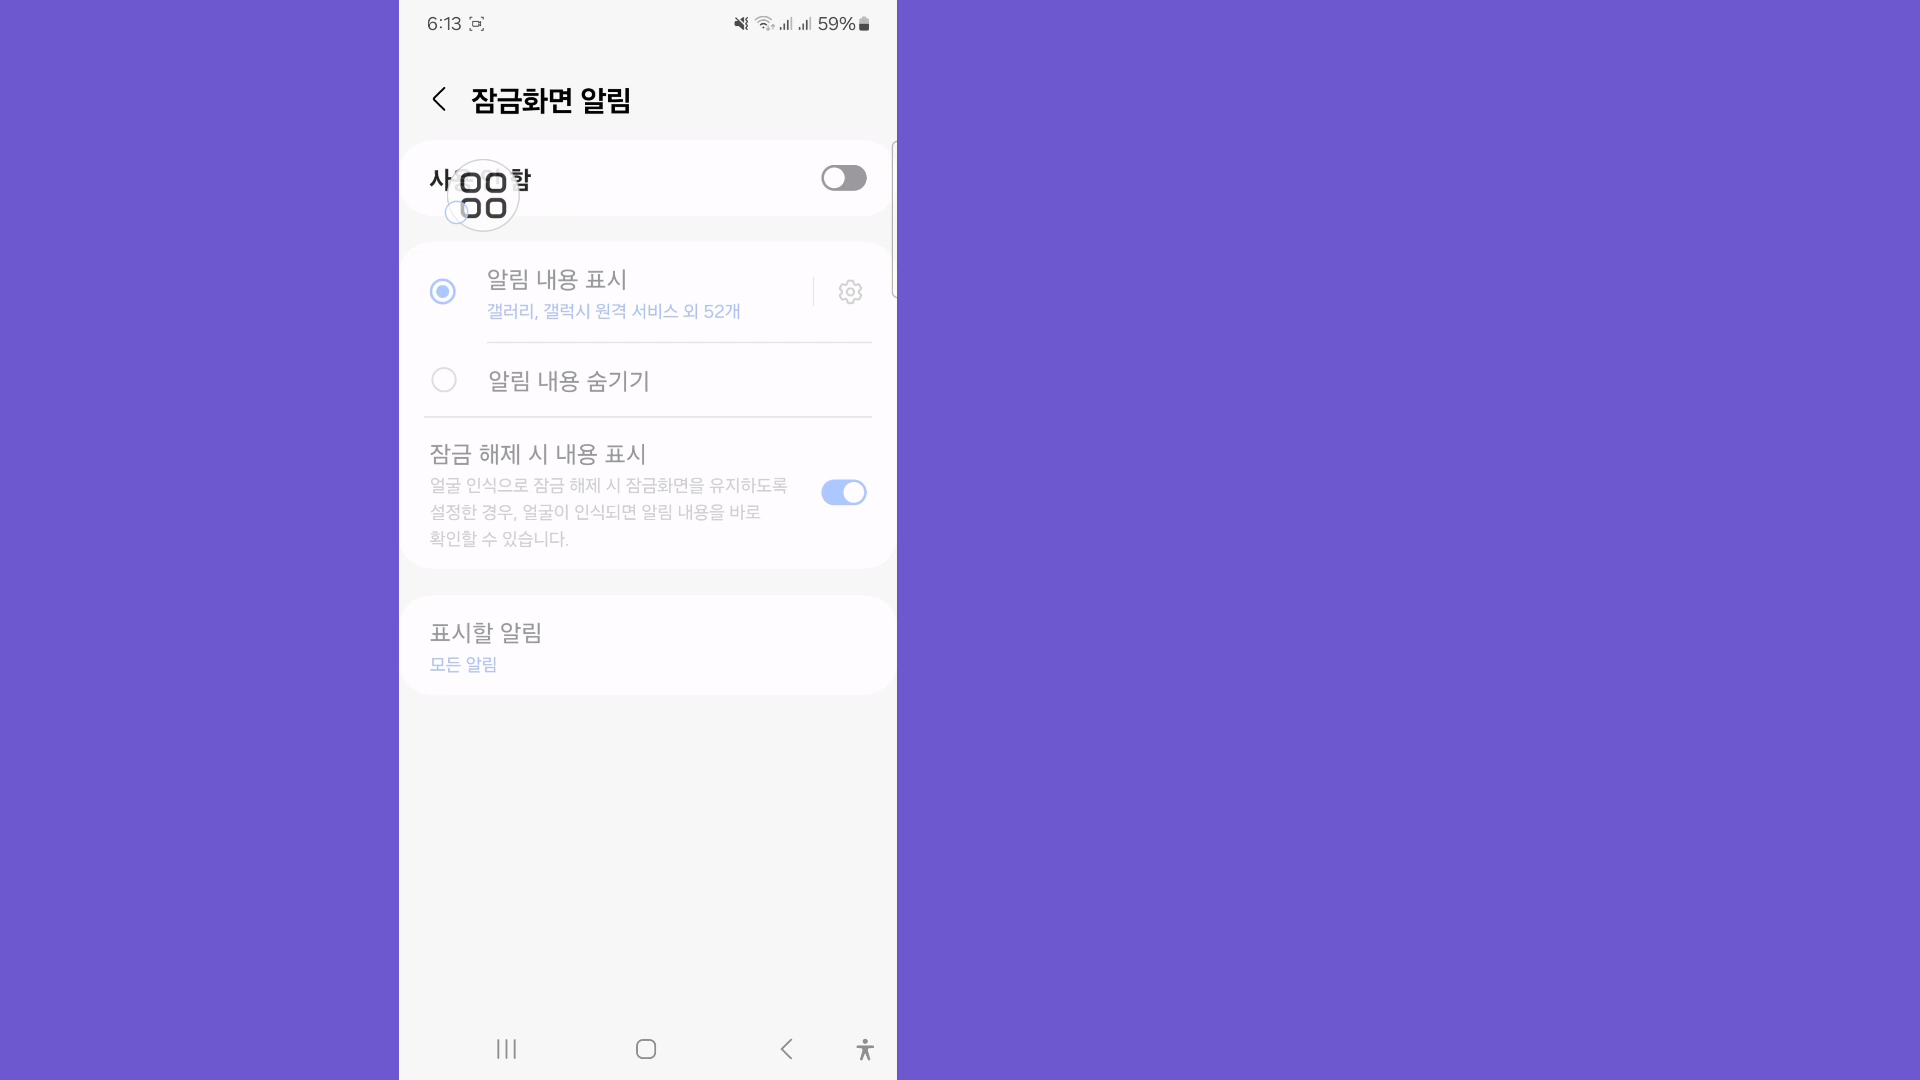 6:13
59%
잠금화면 알림
함
알림 내용 표시
갤러리, 갤럭시 원격 서비스 외 52개
알림 내용 숨기기
잠금 해제 시 내용 표시
얼굴 인식으로 잠금 해제 시 잠금화면을 유지하도록
설정한 경우, 얼굴이 인식되면 알림 내용을 바로
확인할 수 있습니다.
표시할 알림
모든 알림